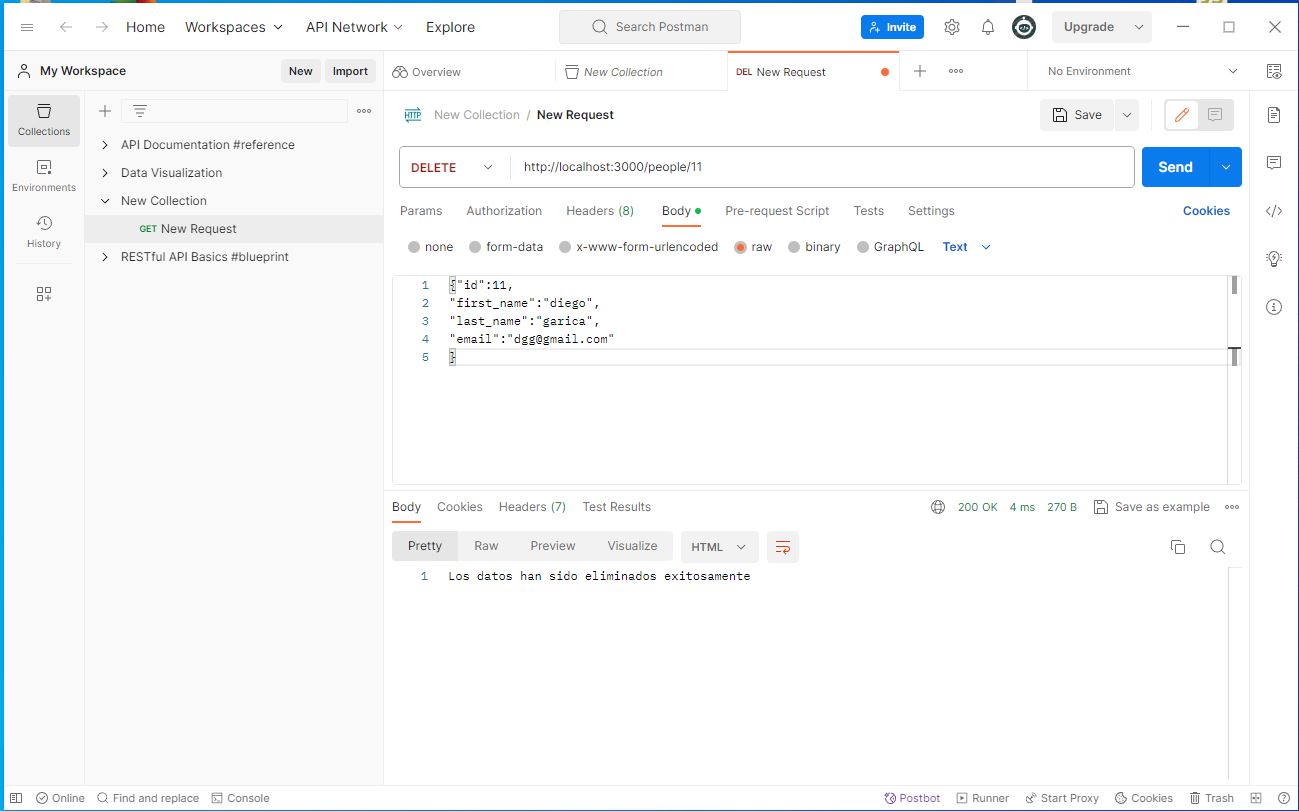 Home Workspaces API Network Explore Search Postman Invite Upgrade
My Workspace New Import Overview New Collection DEL New Request No Environment
Collections
Environments
History
API Documentation #reference
Data Visualization
New Collection
GET New Request
RESTful API Basics #blueprint
HTTP New Collection / New Request Save
DELETE http://localhost:3000/people/11 Send
Params Authorization Headers (8) Body Pre-request Script Tests Settings Cookies
none form-data x-www-form-urlencoded raw binary GraphQL Text
1 {"id":11,
2 "first_name":"diego",
3 "last_name":"garica",
4 "email":"dgg@gmail.com"
5 }
Body Cookies Headers (7) Test Results 200 OK 4 ms 270 B Save as example
Pretty Raw Preview Visualize HTML
1 Los datos han sido eliminados exitosamente
Online Find and replace Console Postbot Runner Start Proxy Cookies Trash